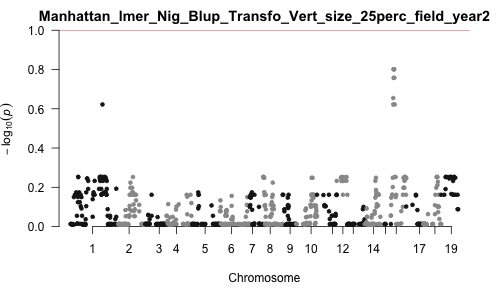 Manhattan_lmer_Nig_Blup_Transfo_Vert_size_25perc_field_year2
1.0
0.8
0.6
0.4
0.2
0.0
− log10(p)
1 2 3 4 5 6 7 8 9 10 12 14 17 19
Chromosome